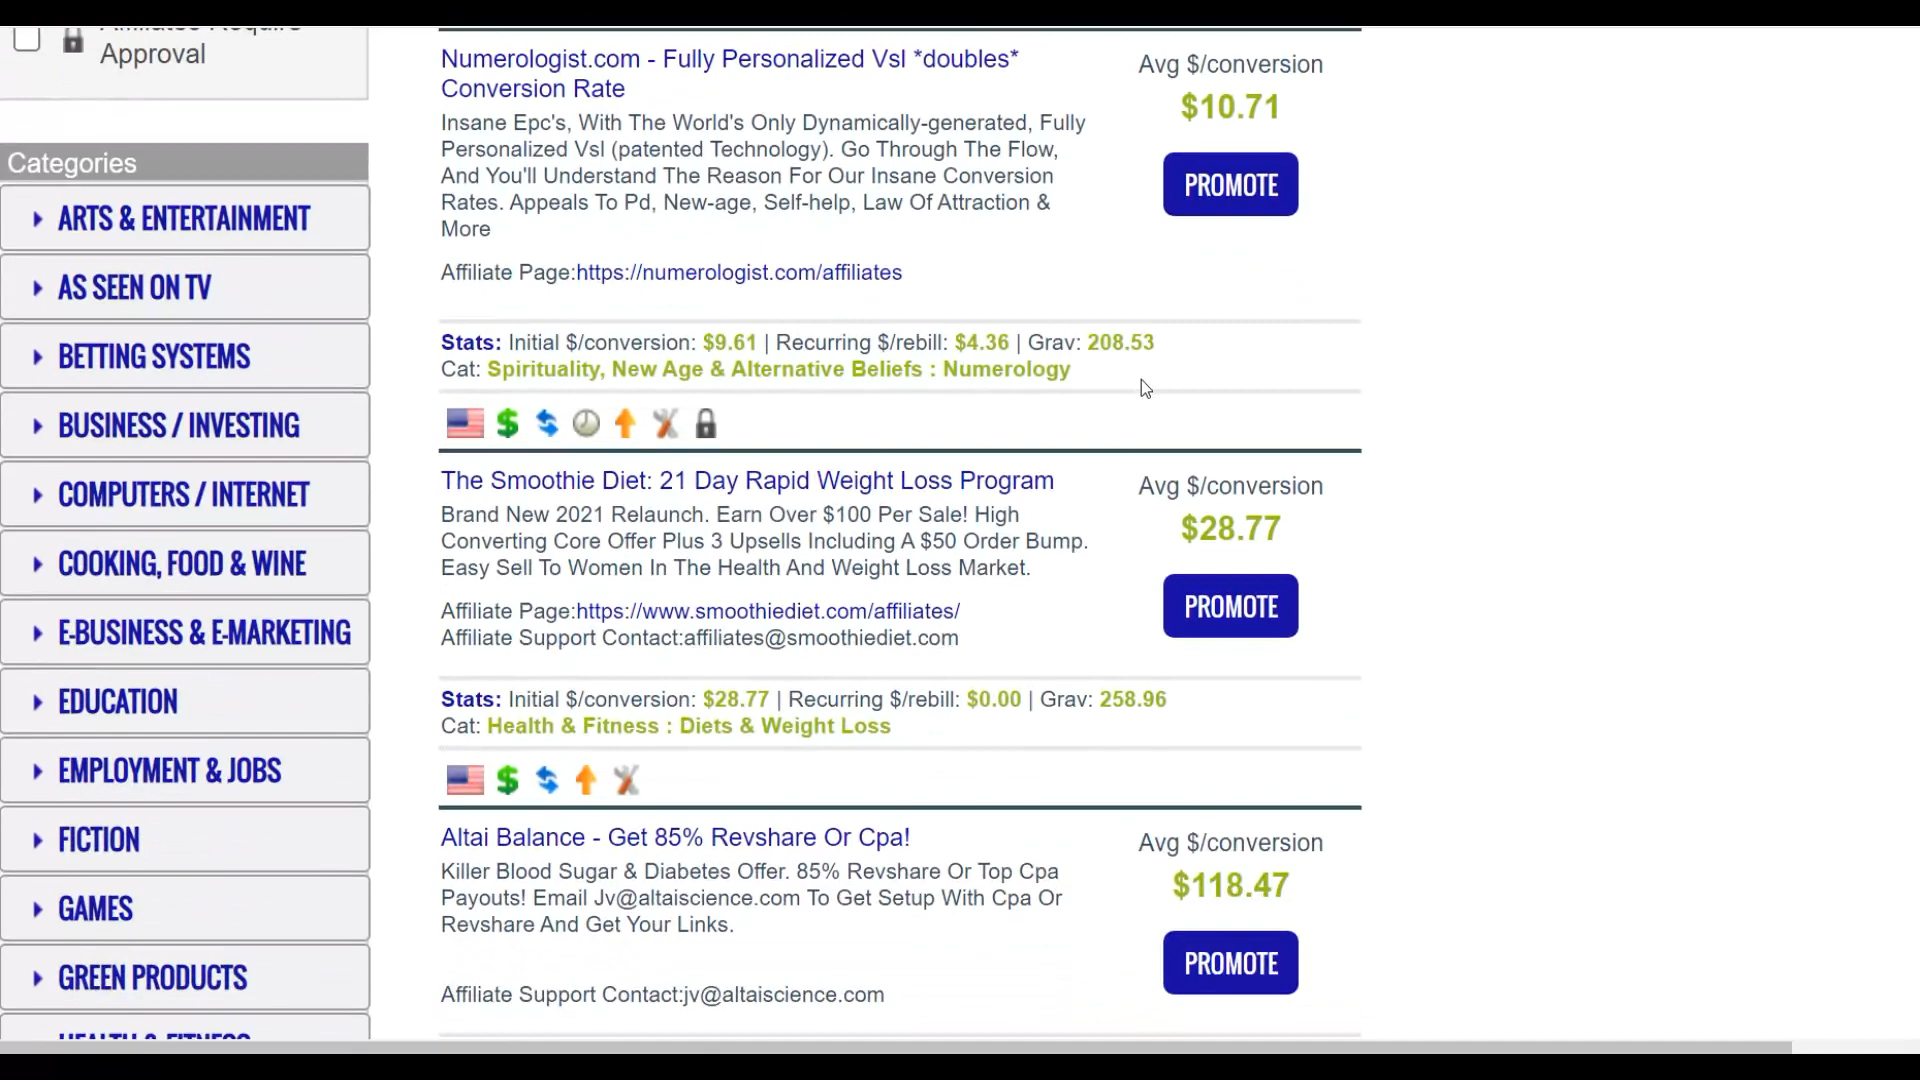 Affiliates Require
Approval
Categories
ARTS & ENTERTAINMENT
AS SEEN ON TV
BETTING SYSTEMS
BUSINESS / INVESTING
COMPUTERS / INTERNET
COOKING, FOOD & WINE
E-BUSINESS & E-MARKETING
EDUCATION
EMPLOYMENT & JOBS
FICTION
GAMES
GREEN PRODUCTS
HEALTH & FITNESS
Numerologist.com - Fully Personalized Vsl *doubles*
Conversion Rate
Insane Epc's, With The World's Only Dynamically-generated, Fully
Personalized Vsl (patented Technology). Go Through The Flow,
And You'll Understand The Reason For Our Insane Conversion
Rates. Appeals To Pd, New-age, Self-help, Law Of Attraction &
More
Affiliate Page:https://numerologist.com/affiliates
Avg $/conversion
$10.71
PROMOTE
Stats: Initial $/conversion: $9.61 | Recurring $/rebill: $4.36 | Grav: 208.53
Cat: Spirituality, New Age & Alternative Beliefs : Numerology
The Smoothie Diet: 21 Day Rapid Weight Loss Program
Brand New 2021 Relaunch. Earn Over $100 Per Sale! High
Converting Core Offer Plus 3 Upsells Including A $50 Order Bump.
Easy Sell To Women In The Health And Weight Loss Market.
Affiliate Page:https://www.smoothiediet.com/affiliates/
Affiliate Support Contact:affiliates@smoothiediet.com
Avg $/conversion
$28.77
PROMOTE
Stats: Initial $/conversion: $28.77 | Recurring $/rebill: $0.00 | Grav: 258.96
Cat: Health & Fitness : Diets & Weight Loss
Altai Balance - Get 85% Revshare Or Cpa!
Killer Blood Sugar & Diabetes Offer. 85% Revshare Or Top Cpa
Payouts! Email Jv@altaiscience.com To Get Setup With Cpa Or
Revshare And Get Your Links.
Affiliate Support Contact:jv@altaiscience.com
Avg $/conversion
$118.47
PROMOTE